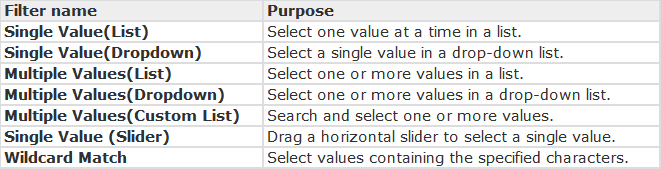 Filter name Purpose
Single Value(List) Select one value at a time in a list.
Single Value(Dropdown) Select a single value in a drop-down list.
Multiple Values(List) Select one or more values in a list.
Multiple Values(Dropdown) Select one or more values in a drop-down list.
Multiple Values(Custom List) Search and select one or more values.
Single Value (Slider) Drag a horizontal slider to select a single value.
Wildcard Match Select values containing the specified characters.